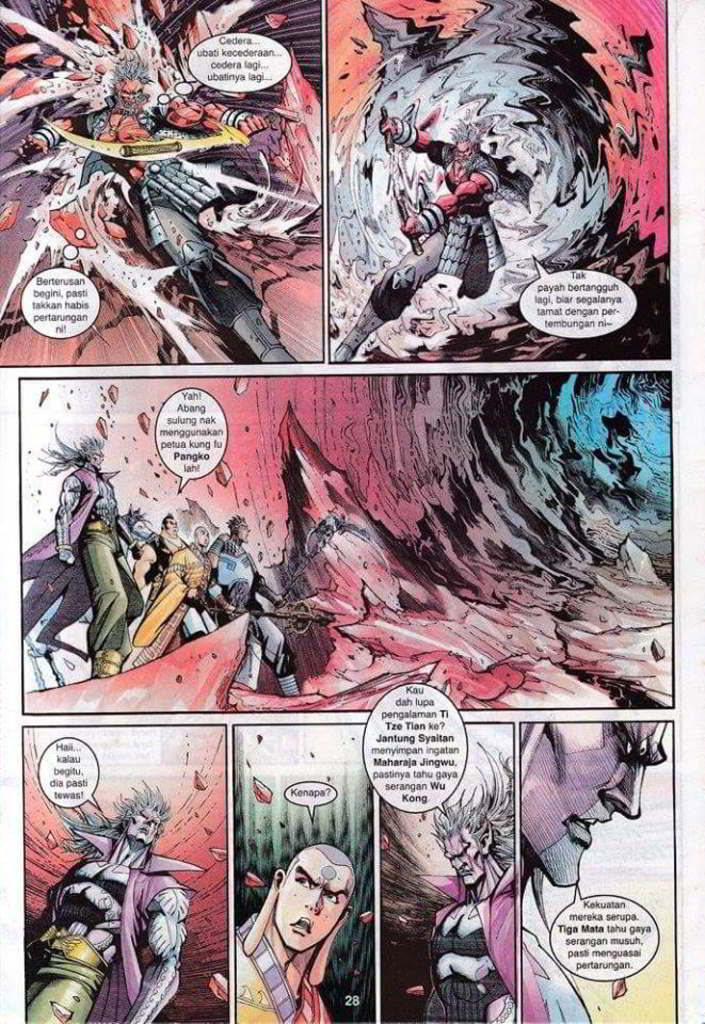 Cedera...
ubati kecederaan...
cedera lagi...
ubatinya lagi...
Berterusan
begini, pasti
takkan habis
pertarungan
ni!
Tak
payah bertangguh
lagi, biar segalanya
tamat dengan per-
tembungan ni–
Yah!
Abang
sulung nak
menggunakan
petua kung fu
Pangko
lah!
Haii...
kalau
begitu,
dia pasti
tewas!
Kenapa?
Kau
dah lupa
pengalaman Ti
Tze Tian ke?
Jantung Syaitan
menyimpan ingatan
Maharaja Jingwu,
pastinya tahu gaya
serangan Wu
Kong.
Kekuatan
mereka serupa.
Tiga Mata tahu gaya
serangan musuh,
pasti menguasai
pertarungan.
28